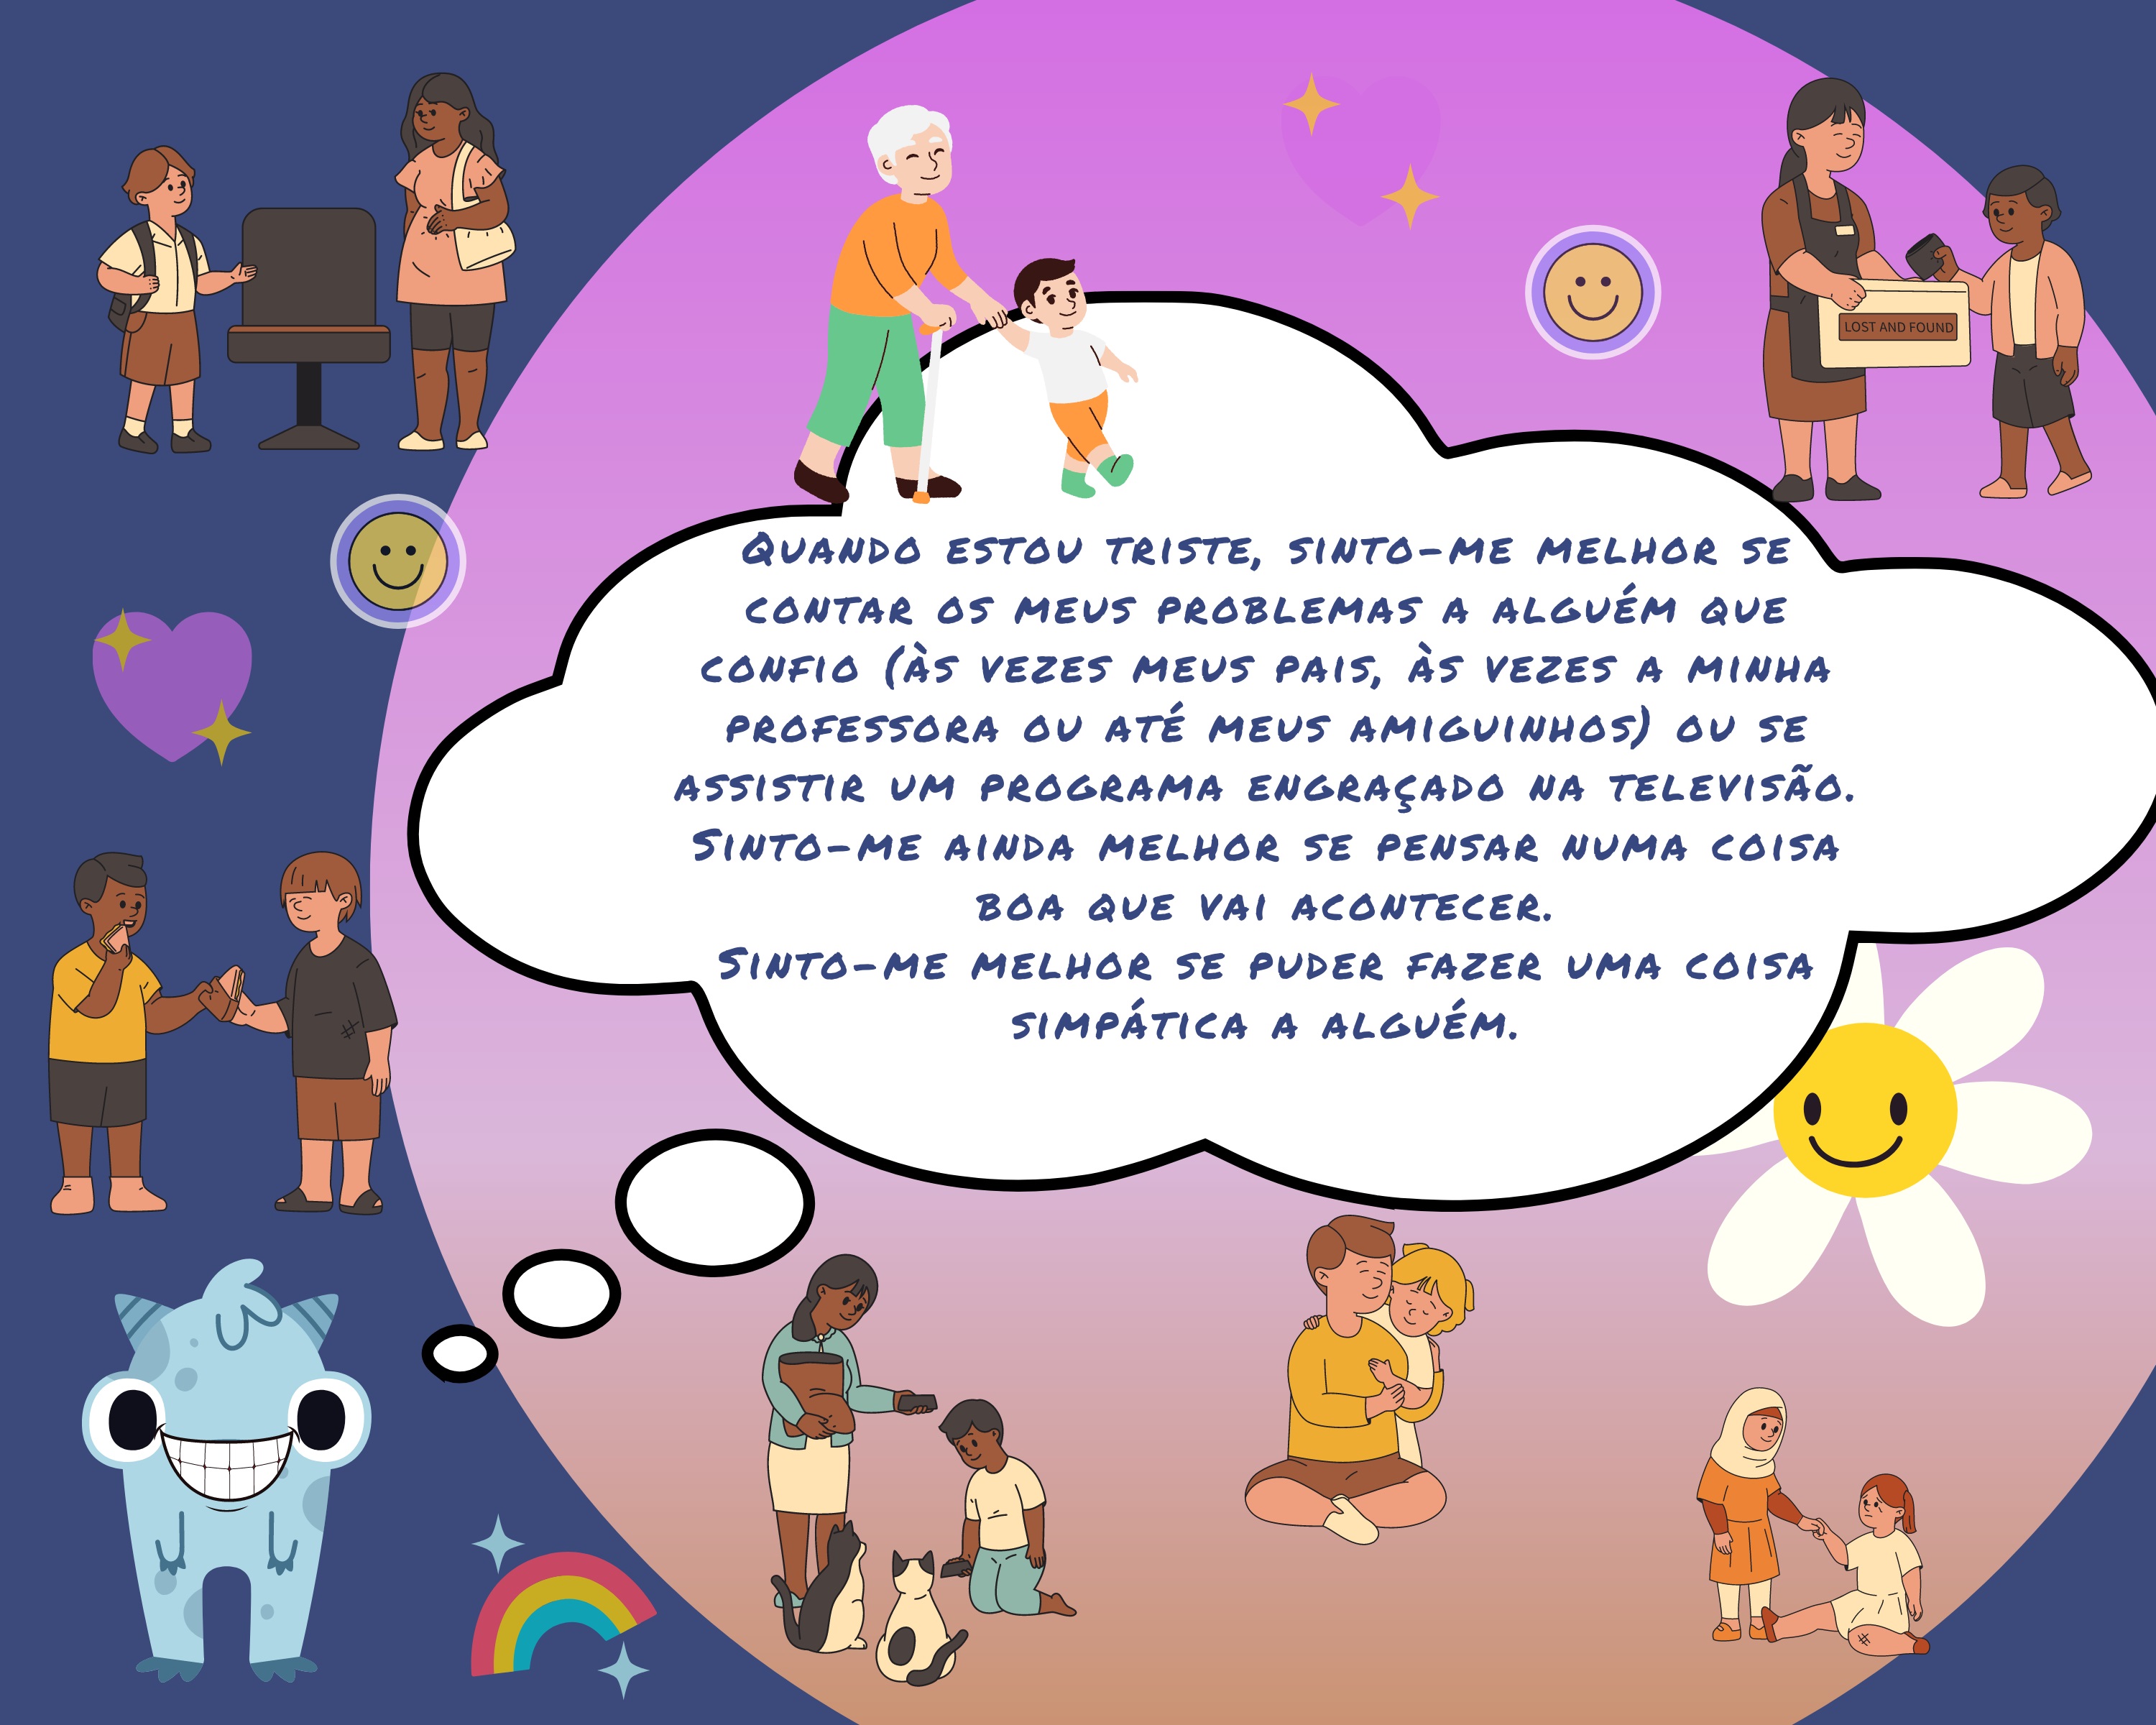 LOST AND FOUND
Quando estou triste, sinto-me melhor se
contar os meus problemas a alguém que
confio (às vezes meus pais, às vezes a minha
professora ou até meus amiguinhos) ou se
assistir um programa engraçado na televisão.
Sinto-me ainda melhor se pensar numa coisa
boa que vai acontecer.
Sinto-me melhor se puder fazer uma coisa
simpática a alguém.